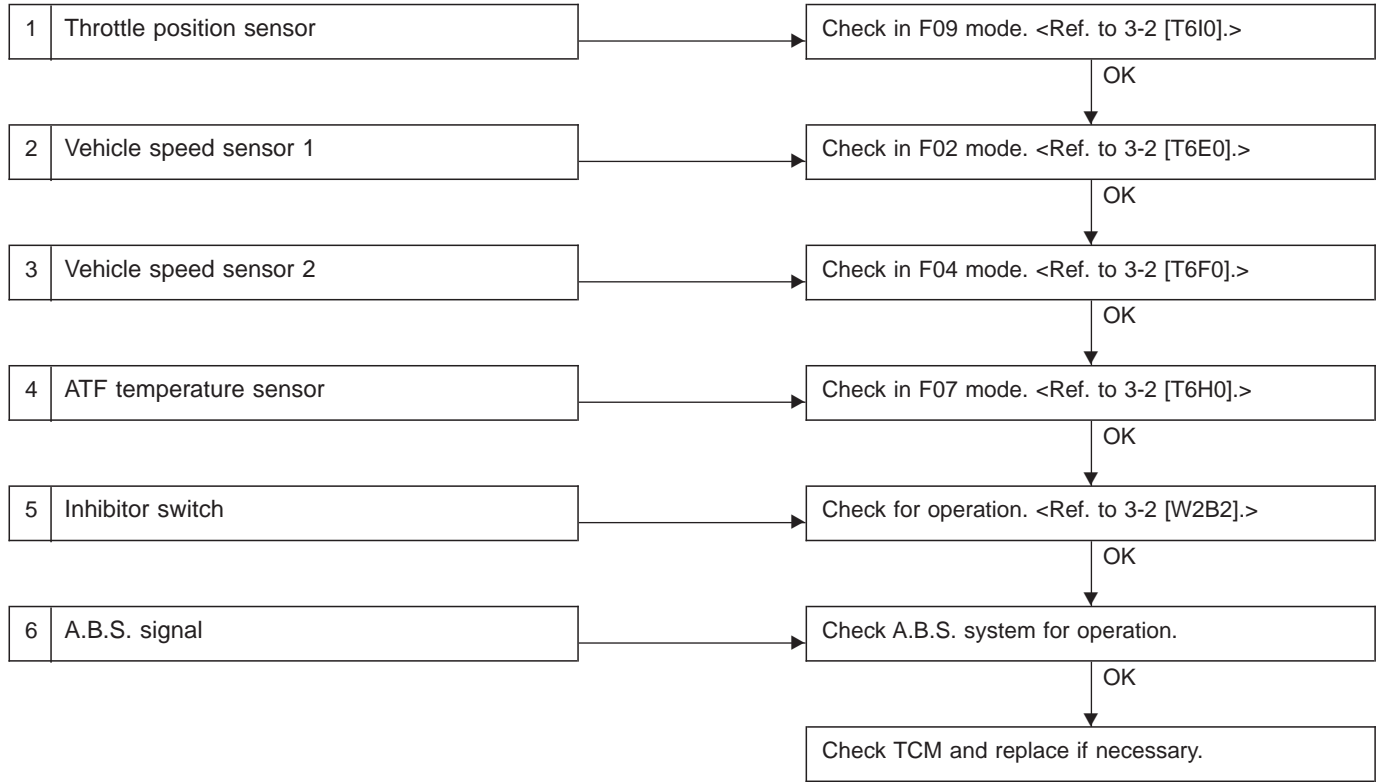 1 Throttle position sensor
Check in F09 mode. <Ref. to 3-2 [T6I0].>
OK
2 Vehicle speed sensor 1
Check in F02 mode. <Ref. to 3-2 [T6E0].>
OK
3 Vehicle speed sensor 2
Check in F04 mode. <Ref. to 3-2 [T6F0].>
OK
4 ATF temperature sensor
Check in F07 mode. <Ref. to 3-2 [T6H0].>
OK
5 Inhibitor switch
Check for operation. <Ref. to 3-2 [W2B2].>
OK
6 A.B.S. signal
Check A.B.S. system for operation.
OK
Check TCM and replace if necessary.